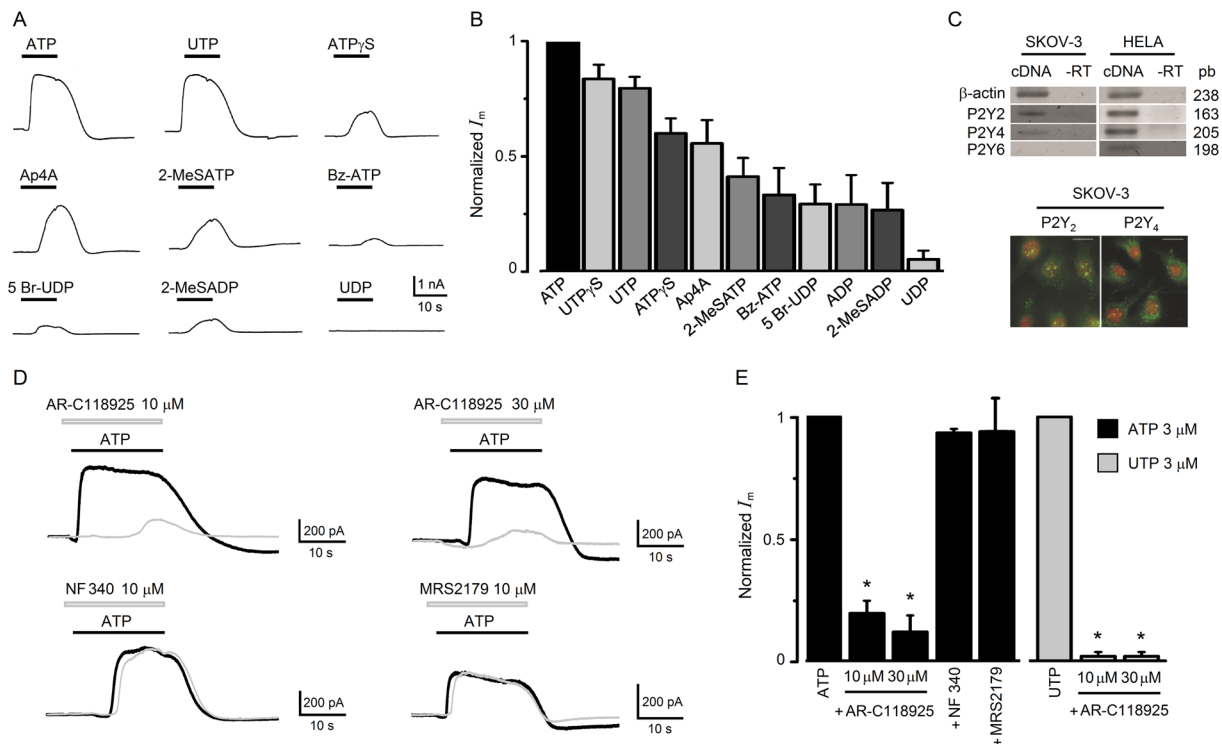 A
ATP
UTP
ATPγS
Ap4A
2-MeSATP
Bz-ATP
5 Br-UDP
2-MeSADP
UDP
1 nA
10 s
B
Normalized Im
1
0.5
0
ATP
UTPγS
UTP
ATPγS
Ap4A
2-MeSATP
Bz-ATP
5 Br-UDP
ADP
2-MeSADP
UDP
C
SKOV-3 HELA
cDNA -RT cDNA -RT pb
β-actin 238
P2Y2 163
P2Y4 205
P2Y6 198
SKOV-3
P2Y2 P2Y4
D
AR-C118925 10 μM
ATP
200 pA
10 s
AR-C118925 30 μM
ATP
200 pA
10 s
NF 340 10 μM
ATP
200 pA
10 s
MRS2179 10 μM
ATP
200 pA
10 s
E
Normalized Im
1
0.5
0
* *
* *
ATP 3 μM
UTP 3 μM
ATP
10 μM 30 μM
+ AR-C118925
+ NF 340
+ MRS2179
UTP
10 μM 30 μM
+ AR-C118925